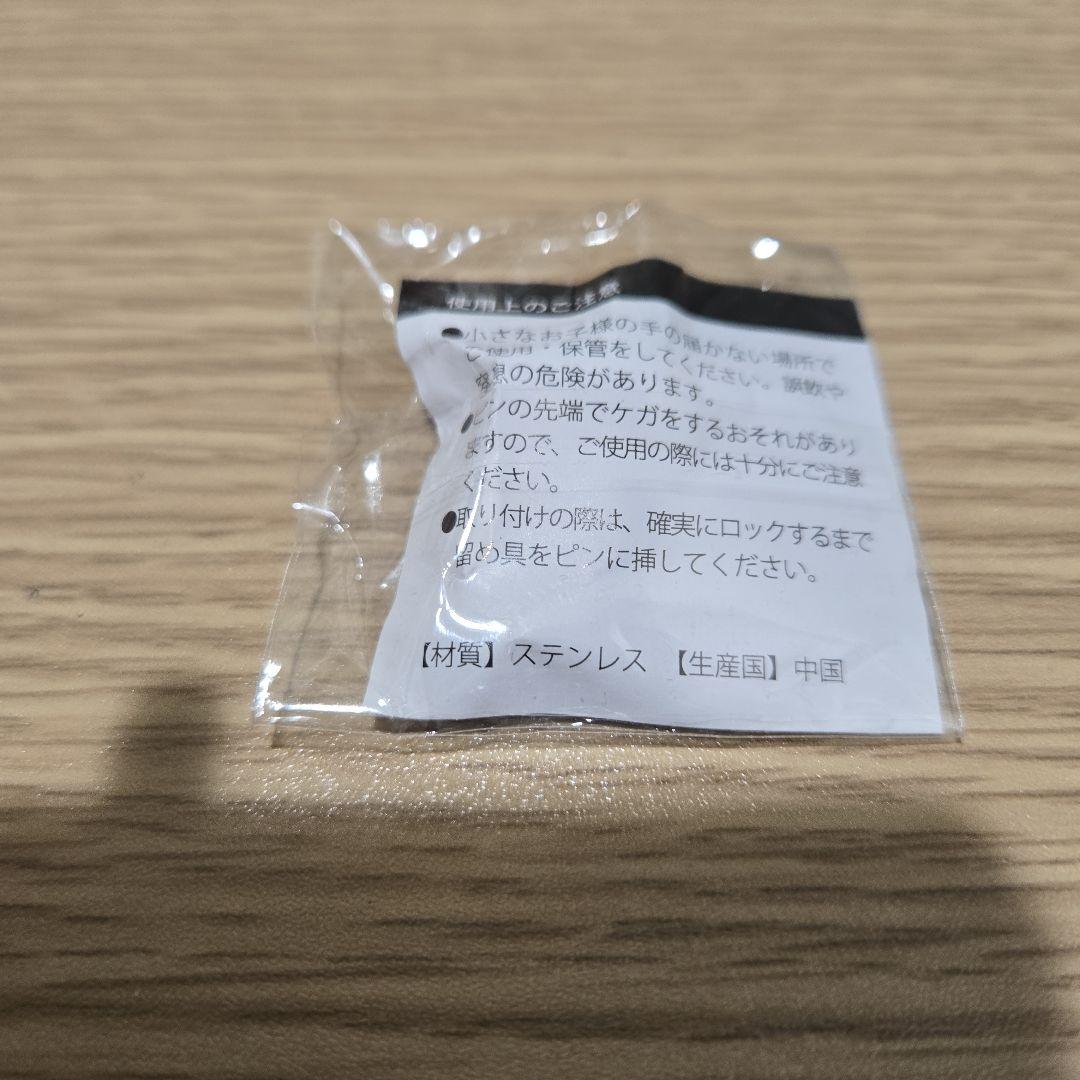 使用上のご注意
●小さなお子様の手の届かない場所で
ご使用・保管をしてください。誤飲や
窒息の危険があります。
●ピンの先端でケガをするおそれがあり
ますので、ご使用の際には十分にご注意
ください。
●取り付けの際は、確実にロックするまで
留め具をピンに挿してください。
【材質】ステンレス 【生産国】中国